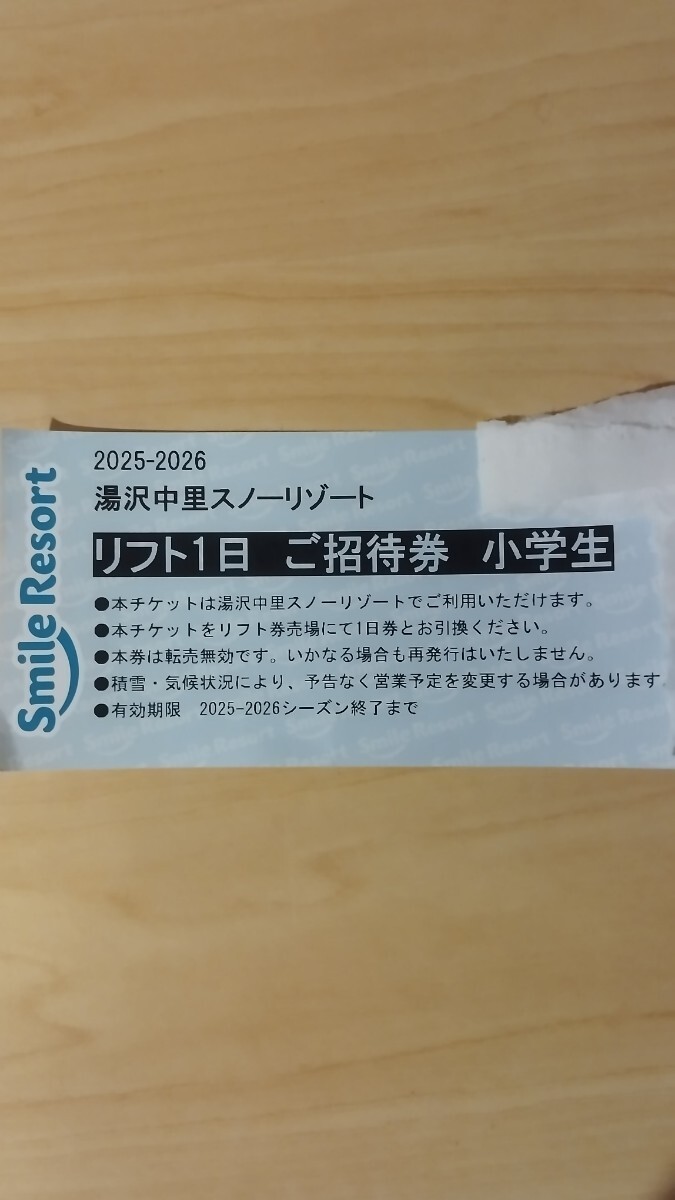 Smile Resort
2025-2026
湯沢中里スノーリゾート
リフト1日 ご招待券 小学生
●本チケットは湯沢中里スノーリゾートでご利用いただけます。
●本チケットをリフト券売場にて1日券とお引換ください。
●本券は転売無効です。いかなる場合も再発行はいたしません。
●積雪・気候状況により、予告なく営業予定を変更する場合があります。
●有効期限 2025-2026シーズン終了まで